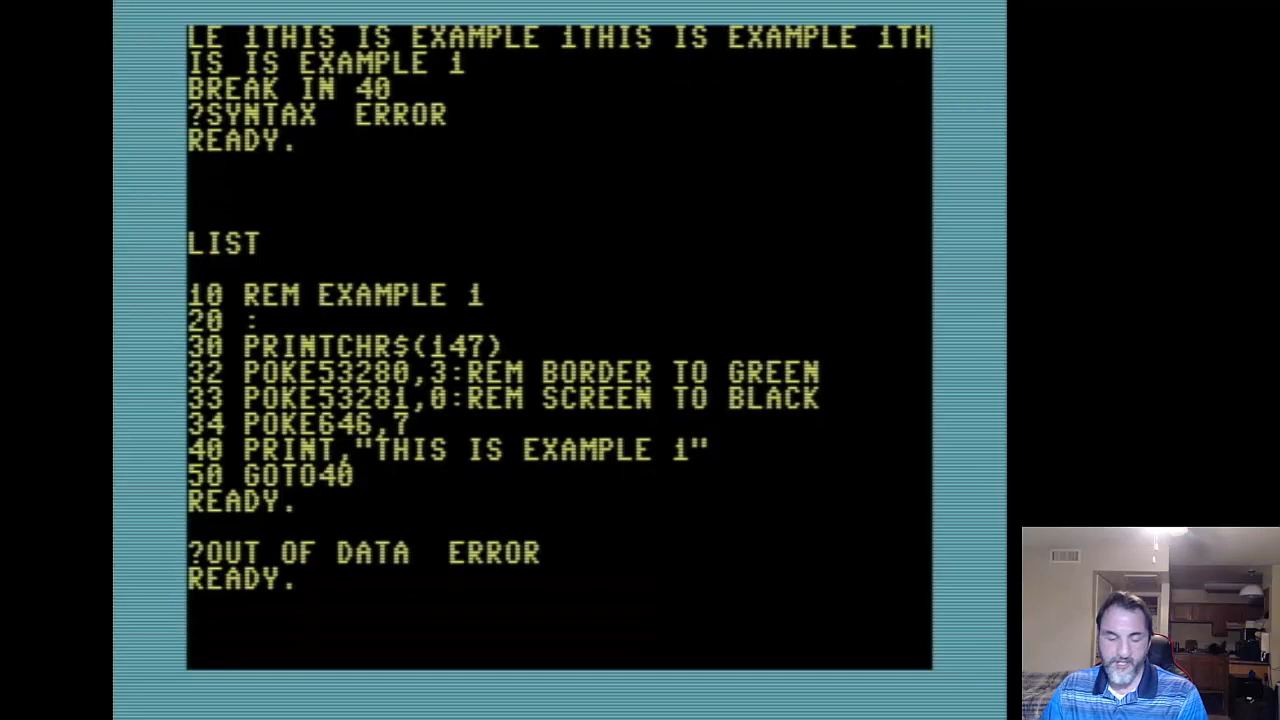 LE 1THIS IS EXAMPLE 1THIS IS EXAMPLE 1TH
IS IS EXAMPLE 1
BREAK IN 40
?SYNTAX  ERROR
READY.
LIST
10 REM EXAMPLE 1
20 :
30 PRINTCHR$(147)
32 POKE53280,3:REM BORDER TO GREEN
33 POKE53281,0:REM SCREEN TO BLACK
34 POKE646,7
40 PRINT,"THIS IS EXAMPLE 1"
50 GOTO40
READY.
?OUT OF DATA  ERROR
READY.